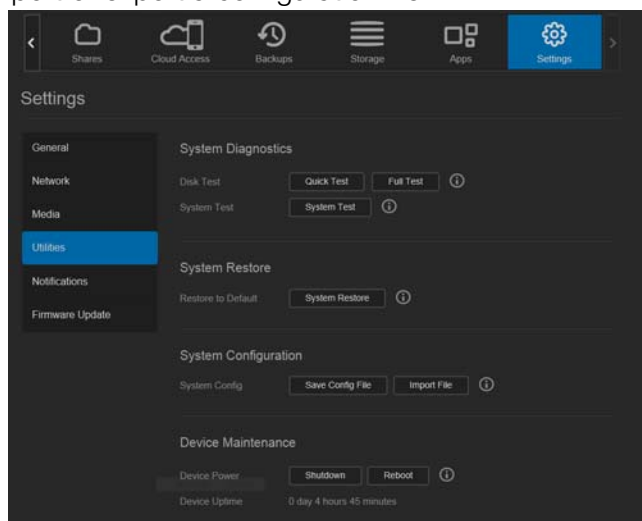 Shares Cloud Access Backups Storage Apps Settings
Settings
General
Network
Media
Utilities
Notifications
Firmware Update
System Diagnostics
Disk Test Quick Test Full Test
System Test System Test
System Restore
Restore to Default System Restore
System Configuration
System Config Save Config File Import File
Device Maintenance
Device Power Shutdown Reboot
Device Uptime 0 day 4 hours 45 minutes